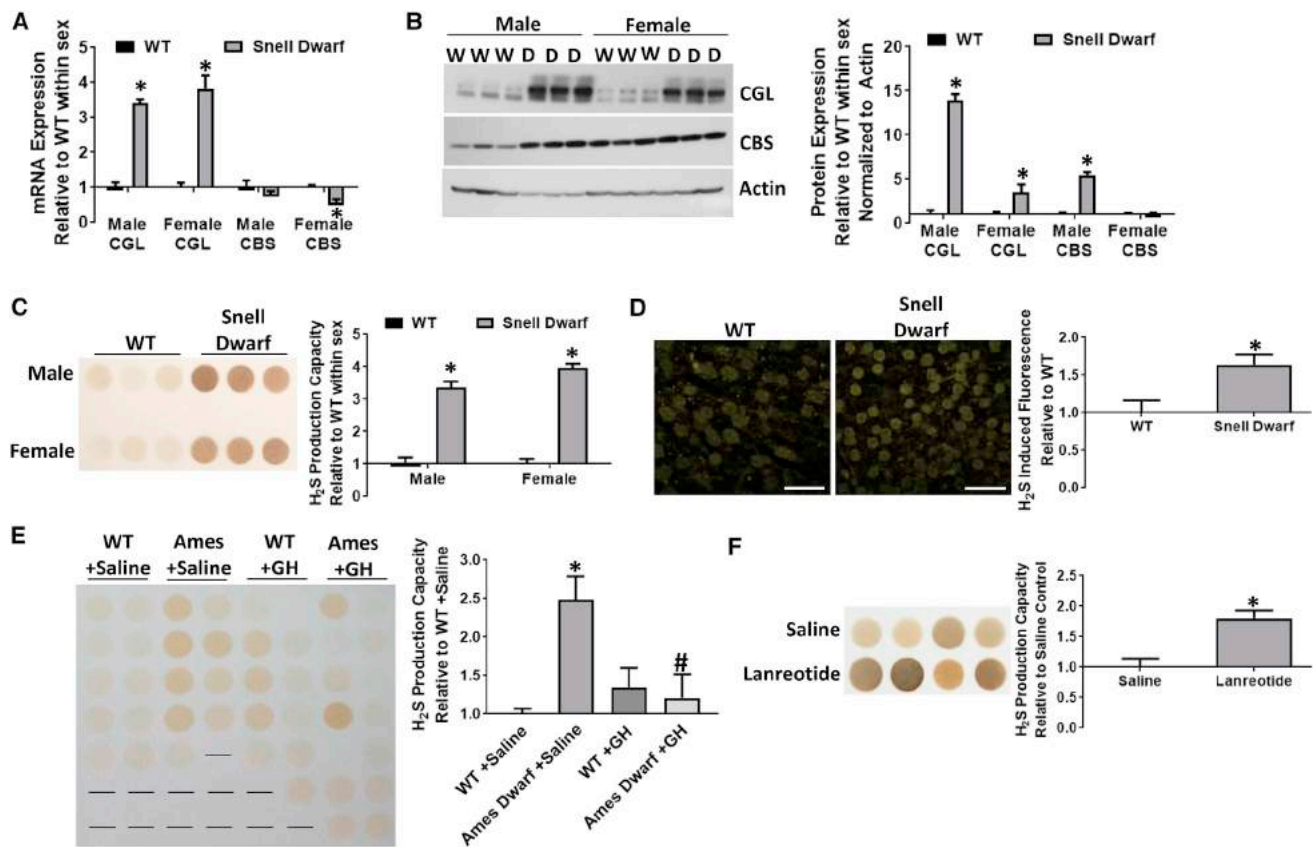 A
WT
Snell Dwarf
mRNA Expression
Relative to WT within sex
5
4
3
2
1
0
*
*
*
Male
CGL
Female
CGL
Male
CBS
Female
CBS
B
Male
Female
W W W D D D W W W D D D
CGL
CBS
Actin
WT
Snell Dwarf
Protein Expression
Relative to WT within sex
Normalized to Actin
20
15
10
5
*
*
*
Male
CGL
Female
CGL
Male
CBS
Female
CBS
C
WT
Snell
Dwarf
Male
Female
WT
Snell Dwarf
H2S Production Capacity
Relative to WT within sex
5
4
3
2
1
0
*
*
Male
Female
D
WT
Snell
Dwarf
H2S Induced Fluorescence
Relative to WT
2.0
1.5
1.0
0.5
0.0
*
WT
Snell Dwarf
E
WT
+Saline
Ames
+Saline
WT
+GH
Ames
+GH
H2S Production Capacity
Relative to WT +Saline
3.0
2.5
2.0
1.5
1.0
*
#
WT +Saline
Ames Dwarf +Saline
WT +GH
Ames Dwarf +GH
F
Saline
Lanreotide
H2S Production Capacity
Relative to Saline Control
2.5
2.0
1.5
1.0
0.5
0.0
*
Saline
Lanreotide